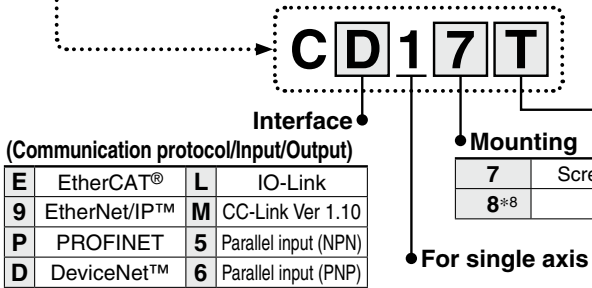 CD17T
Interface
(Communication protocol/Input/Output)
E EtherCAT® L IO-Link
9 EtherNet/IP™ M CC-Link Ver 1.10
P PROFINET 5 Parallel input (NPN)
D DeviceNet™ 6 Parallel input (PNP)
Mounting
7
8*8
For single axis